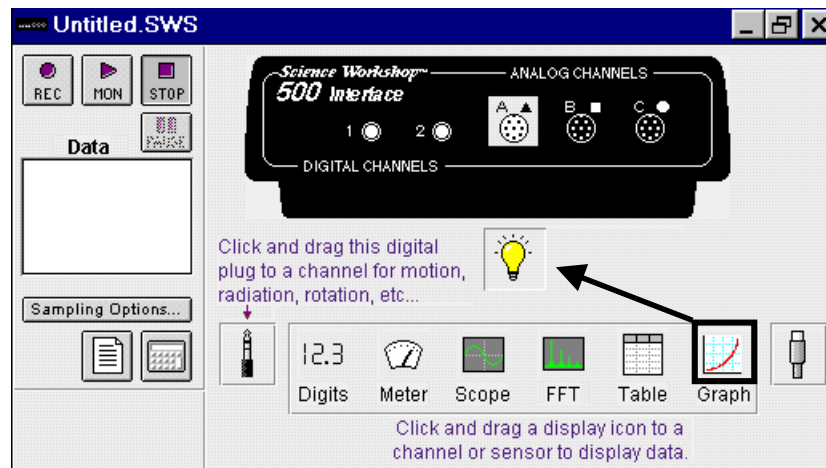 Untitled.SWS
REC MON STOP
PAUSE
Data
Sampling Options...
Science Workshop™ ANALOG CHANNELS
500 Interface
A B C
1 2
DIGITAL CHANNELS
Click and drag this digital
plug to a channel for motion,
radiation, rotation, etc...
12.3
Digits Meter Scope FFT Table Graph
Click and drag a display icon to a
channel or sensor to display data.